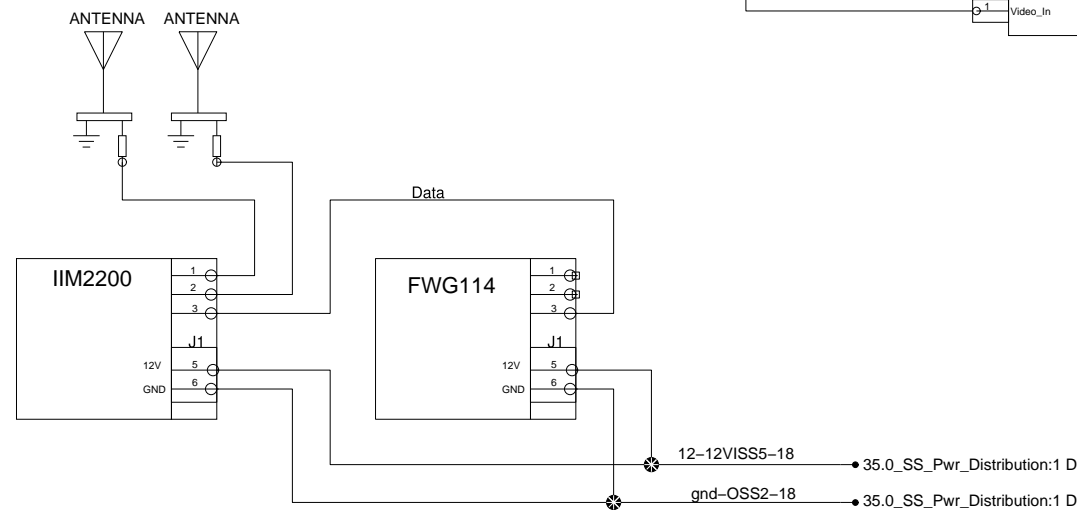 ANTENNA ANTENNA
1 Video_In
Data
IIM2200
1
2
3
J1
12V 5
GND 6
FWG114
1
2
3
J1
12V 5
GND 6
12–12VISS5–18 35.0_SS_Pwr_Distribution:1 D
gnd–OSS2–18 35.0_SS_Pwr_Distribution:1 D